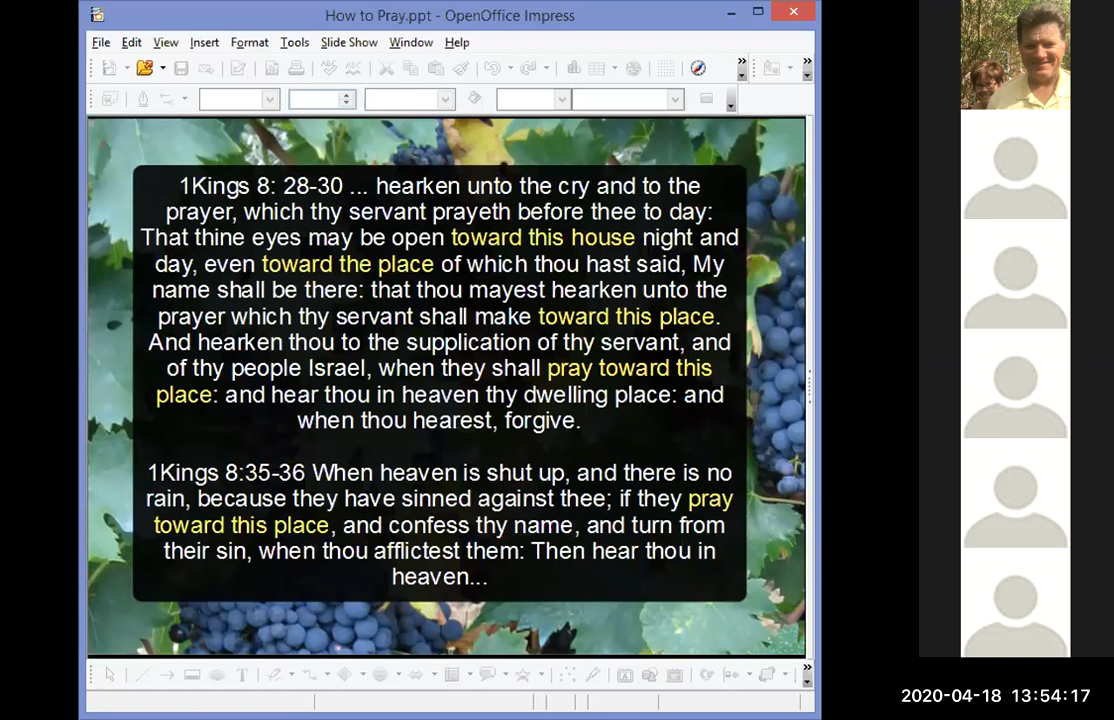 How to Pray.ppt - OpenOffice Impress
File Edit View Insert Format Tools Slide Show Window Help
1Kings 8: 28-30 ... hearken unto the cry and to the
prayer, which thy servant prayeth before thee to day:
That thine eyes may be open toward this house night and
day, even toward the place of which thou hast said, My
name shall be there: that thou mayest hearken unto the
prayer which thy servant shall make toward this place.
And hearken thou to the supplication of thy servant, and
of thy people Israel, when they shall pray toward this
place: and hear thou in heaven thy dwelling place: and
when thou hearest, forgive.
1Kings 8:35-36 When heaven is shut up, and there is no
rain, because they have sinned against thee; if they pray
toward this place, and confess thy name, and turn from
their sin, when thou afflictest them: Then hear thou in
heaven...
2020-04-18 13:54:17